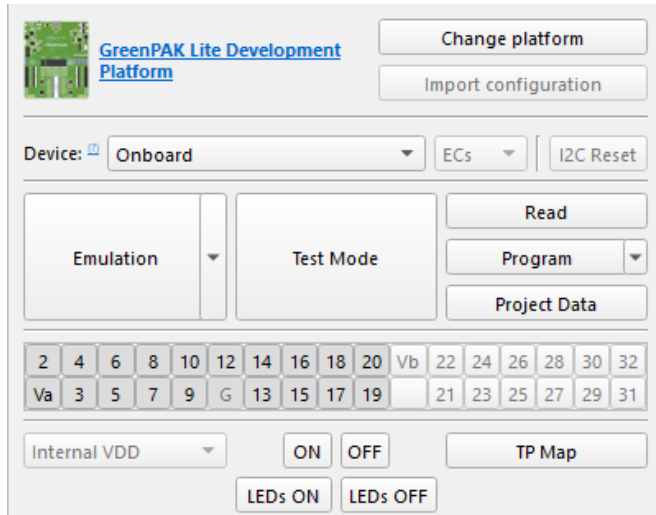 GreenPAK Lite Development
Platform
Change platform
Import configuration
Device: [?] Onboard ECs I2C Reset
Emulation
Test Mode
Read
Program
Project Data
2 4 6 8 10 12 14 16 18 20 Vb 22 24 26 28 30 32
Va 3 5 7 9 G 13 15 17 19 21 23 25 27 29 31
Internal VDD ON OFF TP Map
LEDs ON LEDs OFF